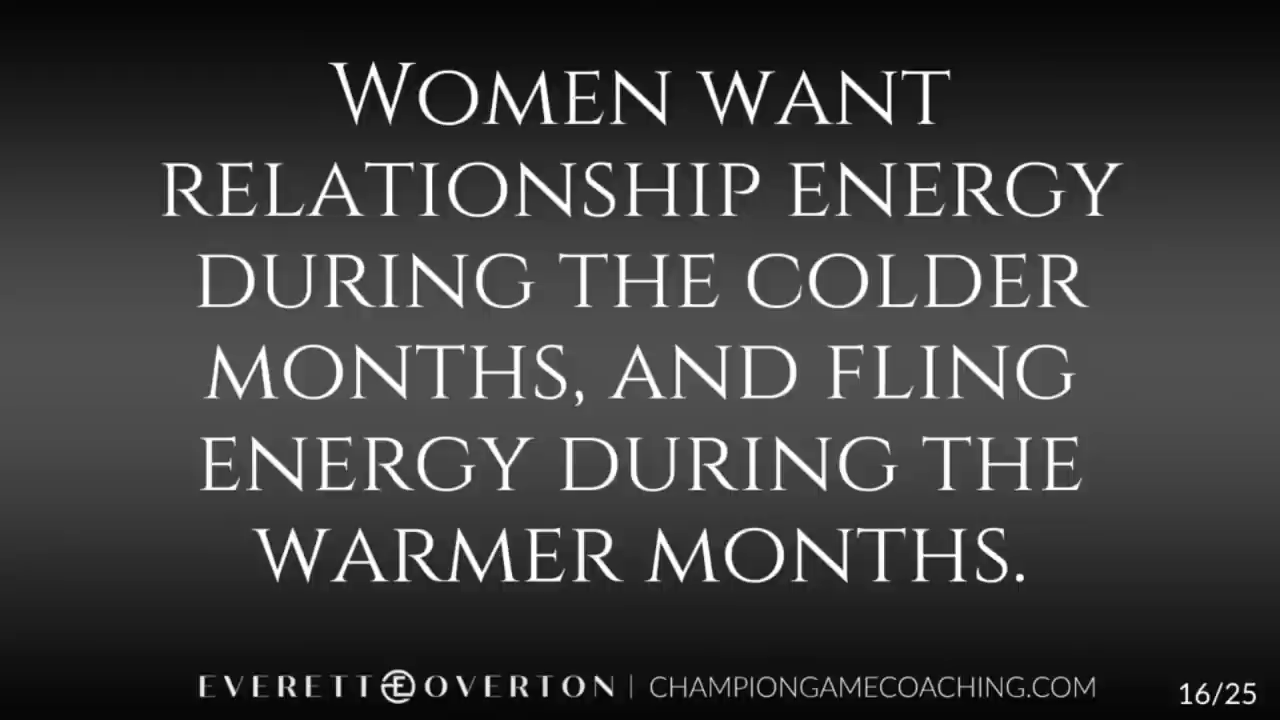 Women want
relationship energy
during the colder
months, and fling
energy during the
warmer months.
EVERETT E OVERTON | CHAMPIONGAMECOACHING.COM
16/25